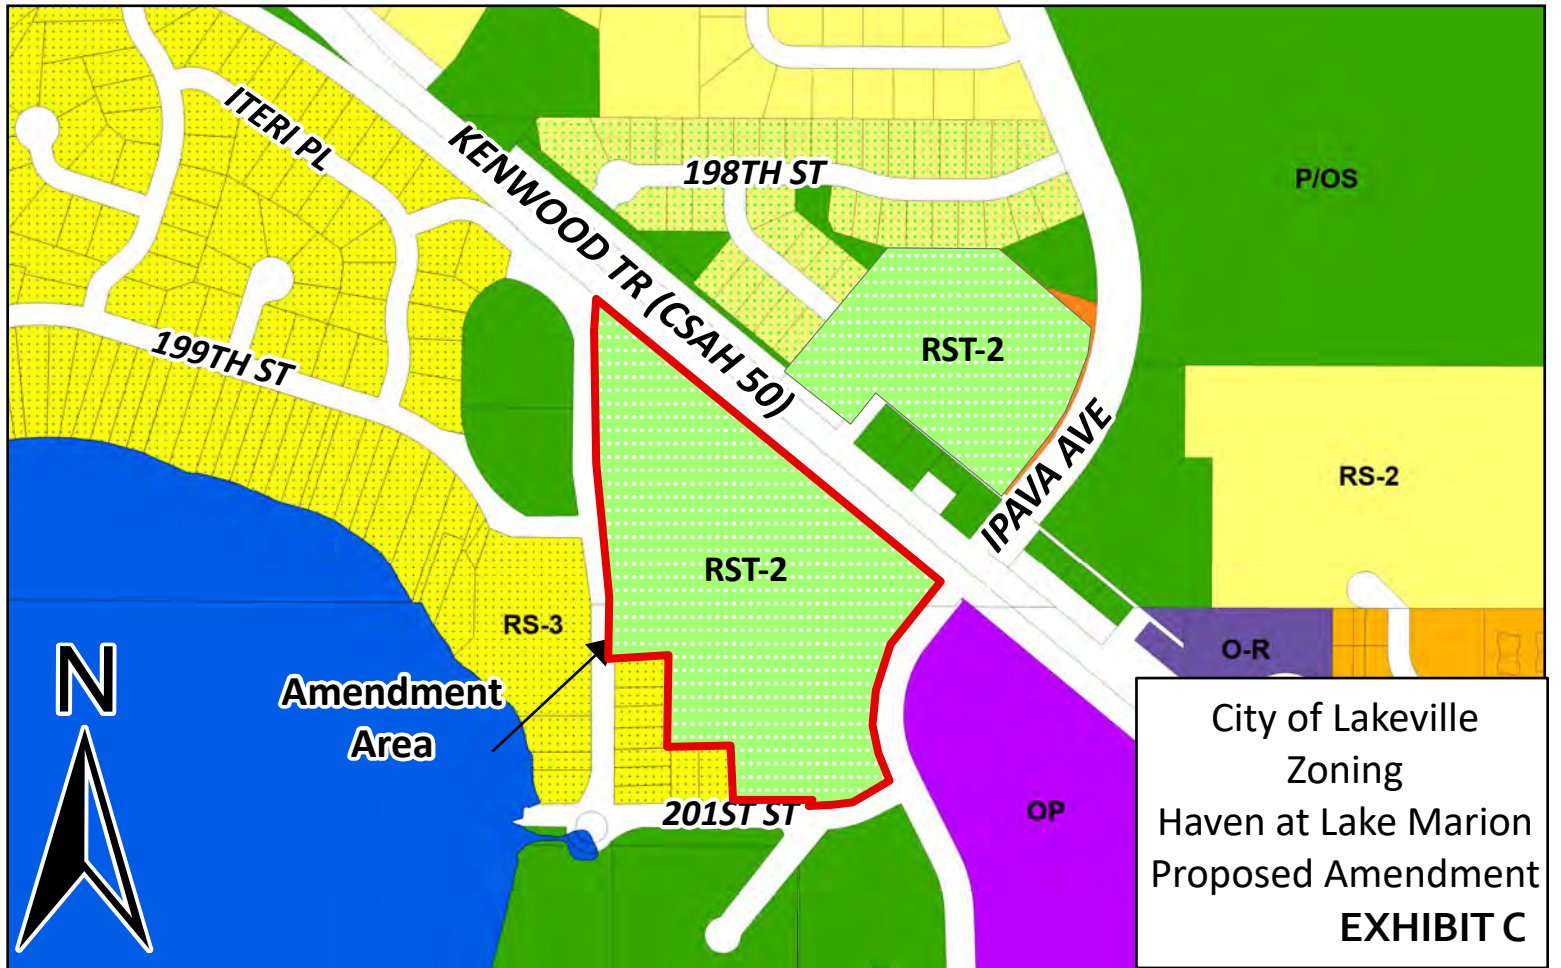 ITERI PL
KENWOOD TR (CSAH 50)
198TH ST
P/OS
199TH ST
RST-2
IPAVA AVE
RS-2
RST-2
RS-3
O-R
N
Amendment
Area
201ST ST
OP
City of Lakeville
Zoning
Haven at Lake Marion
Proposed Amendment
EXHIBIT C